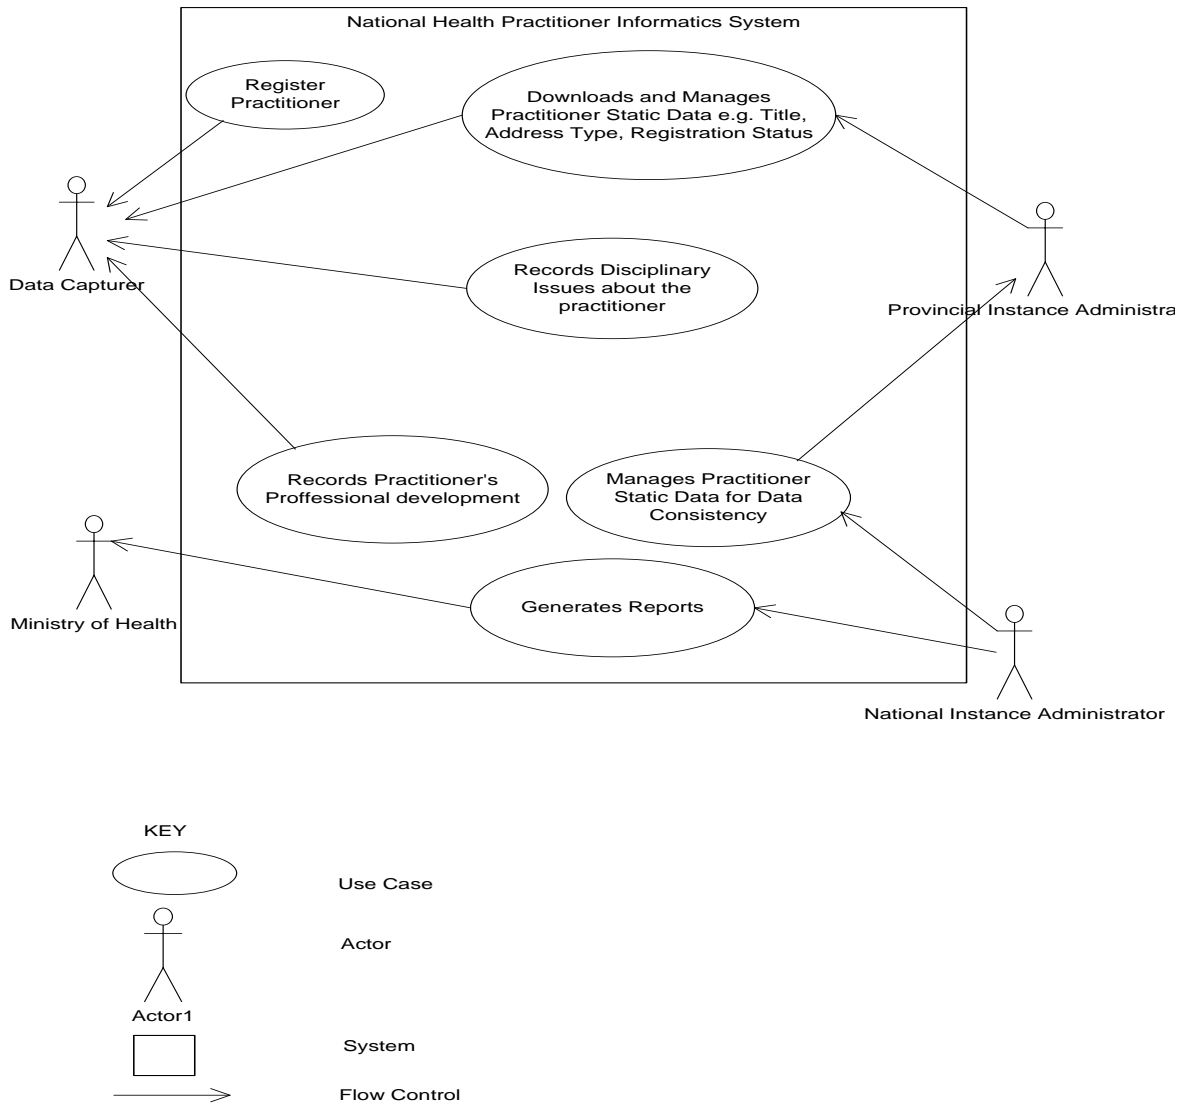 National Health Practitioner Informatics System
Register
Practitioner
Downloads and Manages
Practitioner Static Data e.g. Title,
Address Type, Registration Status
Data Capturer
Records Disciplinary
Issues about the
practitioner
Provincial Instance Administra
Records Practitioner's
Proffessional development
Manages Practitioner
Static Data for Data
Consistency
Ministry of Health
Generates Reports
National Instance Administrator
KEY
Use Case
Actor
Actor1
System
Flow Control